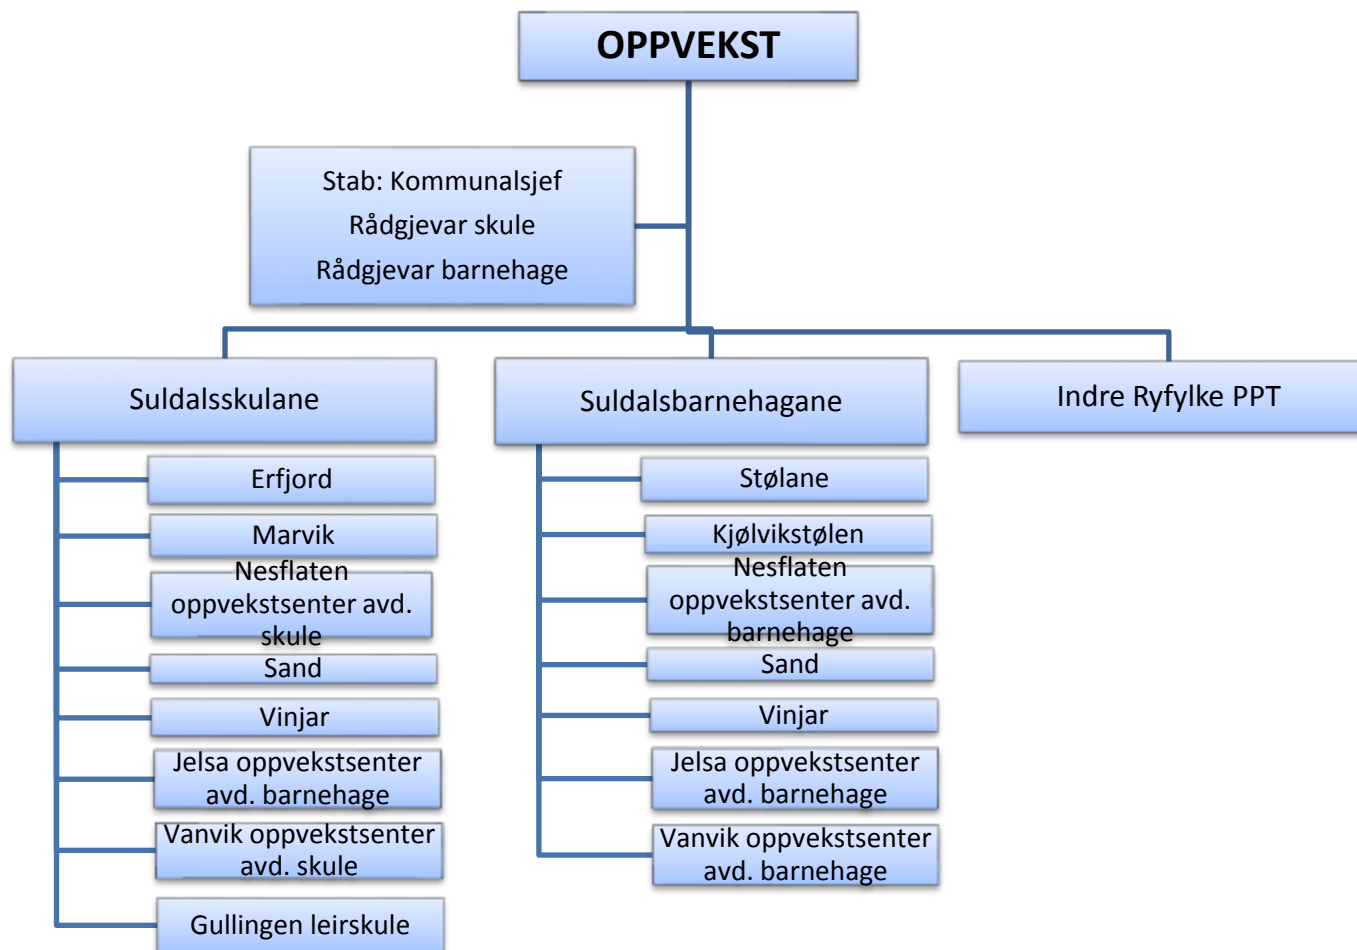 OPPVEKST
Stab: Kommunalsjef
Rådgjevar skule
Rådgjevar barnehage
Suldalsskulane
Erfjord
Marvik
Nesflaten
oppvekstsenter avd.
skule
Sand
Vinjar
Jelsa oppvekstsenter
avd. barnehage
Vanvik oppvekstsenter
avd. skule
Gullingen leirskule
Suldalsbarnehagane
Stølane
Kjølvikstølen
Nesflaten
oppvekstsenter avd.
barnehage
Sand
Vinjar
Jelsa oppvekstsenter
avd. barnehage
Vanvik oppvekstsenter
avd. barnehage
Indre Ryfylke PPT